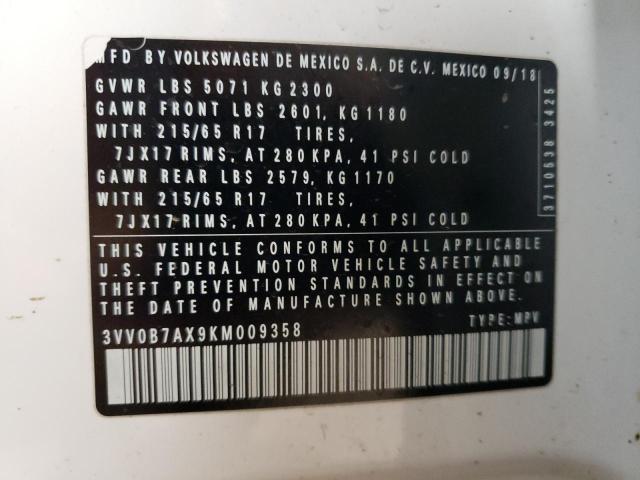 MFD BY VOLKSWAGEN DE MEXICO S.A. DE C.V. MEXICO 09/18
GVWR LBS 5071 KG 2300
GAWR FRONT LBS 2601, KG 1180
WITH 215/65 R17 TIRES,
7JX17 RIMS, AT 280 KPA, 41 PSI COLD
GAWR REAR LBS 2579, KG 1170
WITH 215/65 R17 TIRES,
7JX17 RIMS, AT 280 KPA, 41 PSI COLD
3710538 3425
THIS VEHICLE CONFORMS TO ALL APPLICABLE
U.S. FEDERAL MOTOR VEHICLE SAFETY AND
THEFT PREVENTION STANDARDS IN EFFECT ON
THE DATE OF MANUFACTURE SHOWN ABOVE.
3VV0B7AX9KM009358 TYPE: MPV